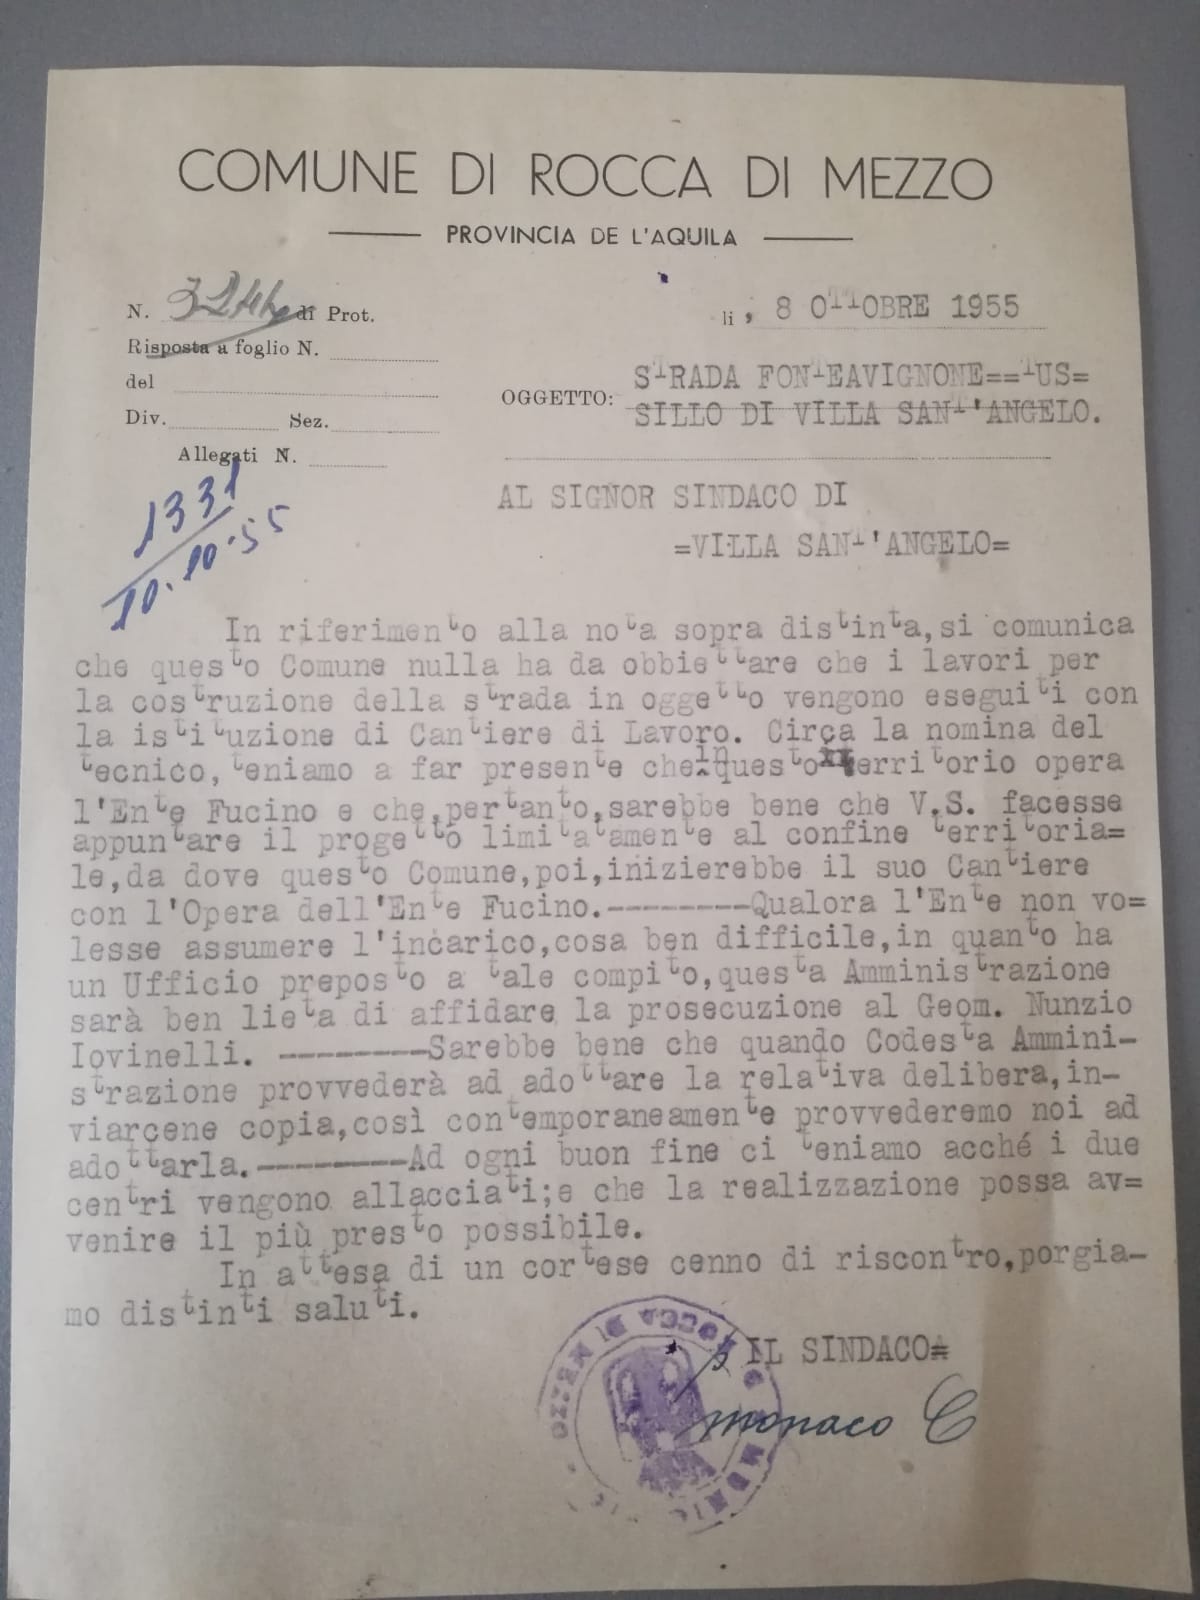 COMUNE DI ROCCA DI MEZZO
PROVINCIA DE L'AQUILA
N. di Prot.
lì , 8 OTTOBRE 1955
Risposta a foglio N.
del
Div. Sez.
Allegati N.
OGGETTO: STRADA FONTEAVIGNONE==TUS=
SILLO DI VILLA SANT'ANGELO.
1331
10.10.55
AL SIGNOR SINDACO DI
=VILLA SANT'ANGELO=
In riferimento alla nota sopra distinta,si comunica
che questo Comune nulla ha da obbiettare che i lavori per
la costruzione della strada in oggetto vengono eseguiti con
la istituzione di Cantiere di Lavoro. Circa la nomina del
tecnico, teniamo a far presente che in questo territorio opera
l'Ente Fucino e che,pertanto,sarebbe bene che V.S. facesse
appuntare il progetto limitatamente al confine territoria=
le,da dove questo Comune,poi,inizierebbe il suo Cantiere
con l'Opera dell'Ente Fucino.--------Qualora l'Ente non vo=
lesse assumere l'incarico,cosa ben difficile,in quanto ha
un Ufficio preposto a tale compito,questa Amministrazione
sarà ben lieta di affidare la prosecuzione al Geom. Nunzio
Iovinelli. --------Sarebbe bene che quando Codesta Ammini-
strazione provvederà ad adottare la relativa delibera,in-
viarcene copia,così contemporaneamente provvederemo noi ad
adottarla.--------Ad ogni buon fine ci teniamo acché i due
centri vengono allacciati;e che la realizzazione possa av=
venire il più presto possibile.
In attesa di un cortese cenno di riscontro,porgia-
mo distinti saluti.
IL SINDACO=
monaco C
ROCCA DI MEZZO